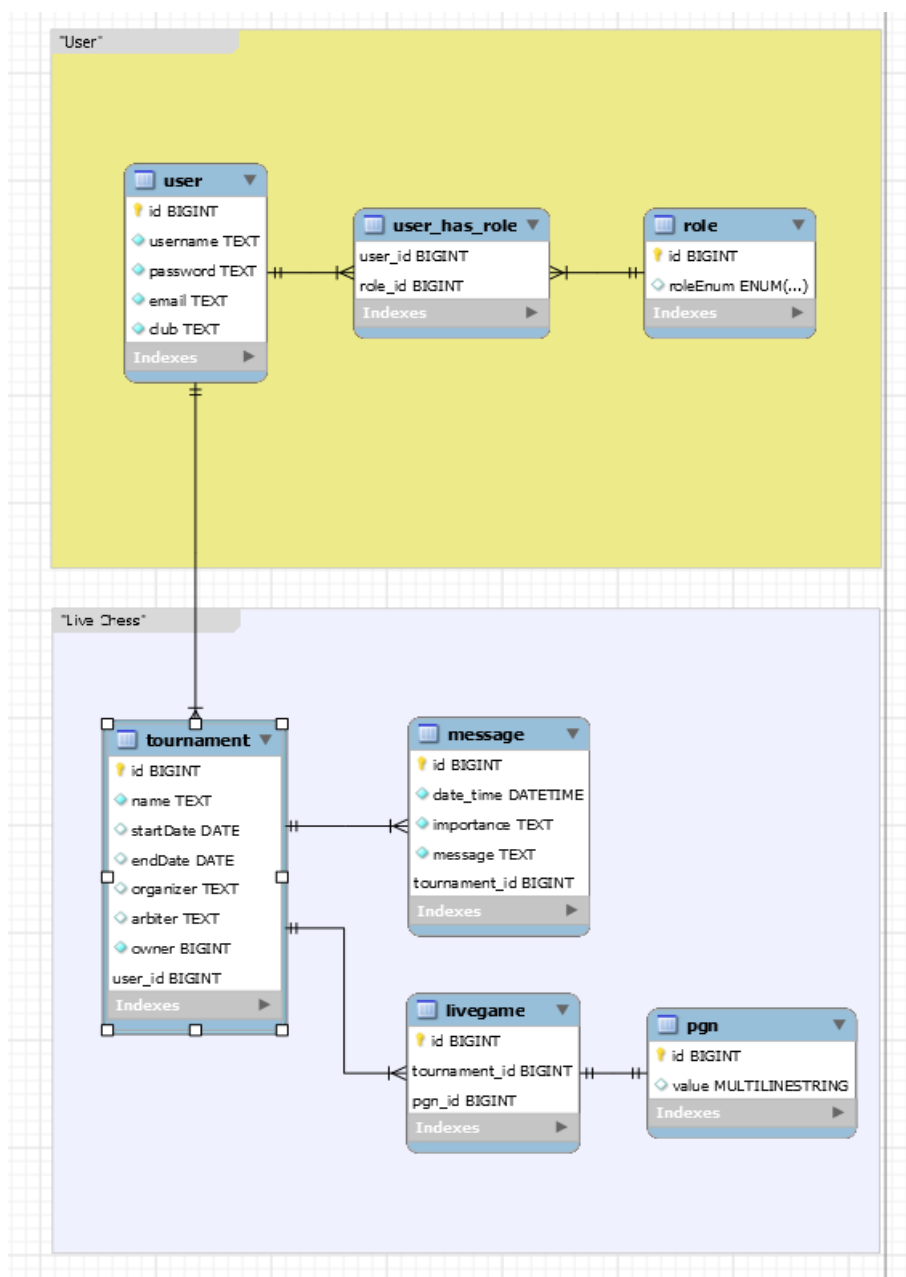 "User"
user
id BIGINT
username TEXT
password TEXT
email TEXT
club TEXT
Indexes
user_has_role
user_id BIGINT
role_id BIGINT
Indexes
role
id BIGINT
roleEnum ENUM(...)
Indexes
"Live Chess"
tournament
id BIGINT
name TEXT
startDate DATE
endDate DATE
organizer TEXT
arbiter TEXT
owner BIGINT
user_id BIGINT
Indexes
message
id BIGINT
date_time DATETIME
importance TEXT
message TEXT
tournament_id BIGINT
Indexes
livegame
id BIGINT
tournament_id BIGINT
pgn_id BIGINT
Indexes
pgn
id BIGINT
value MULTILINESTRING
Indexes